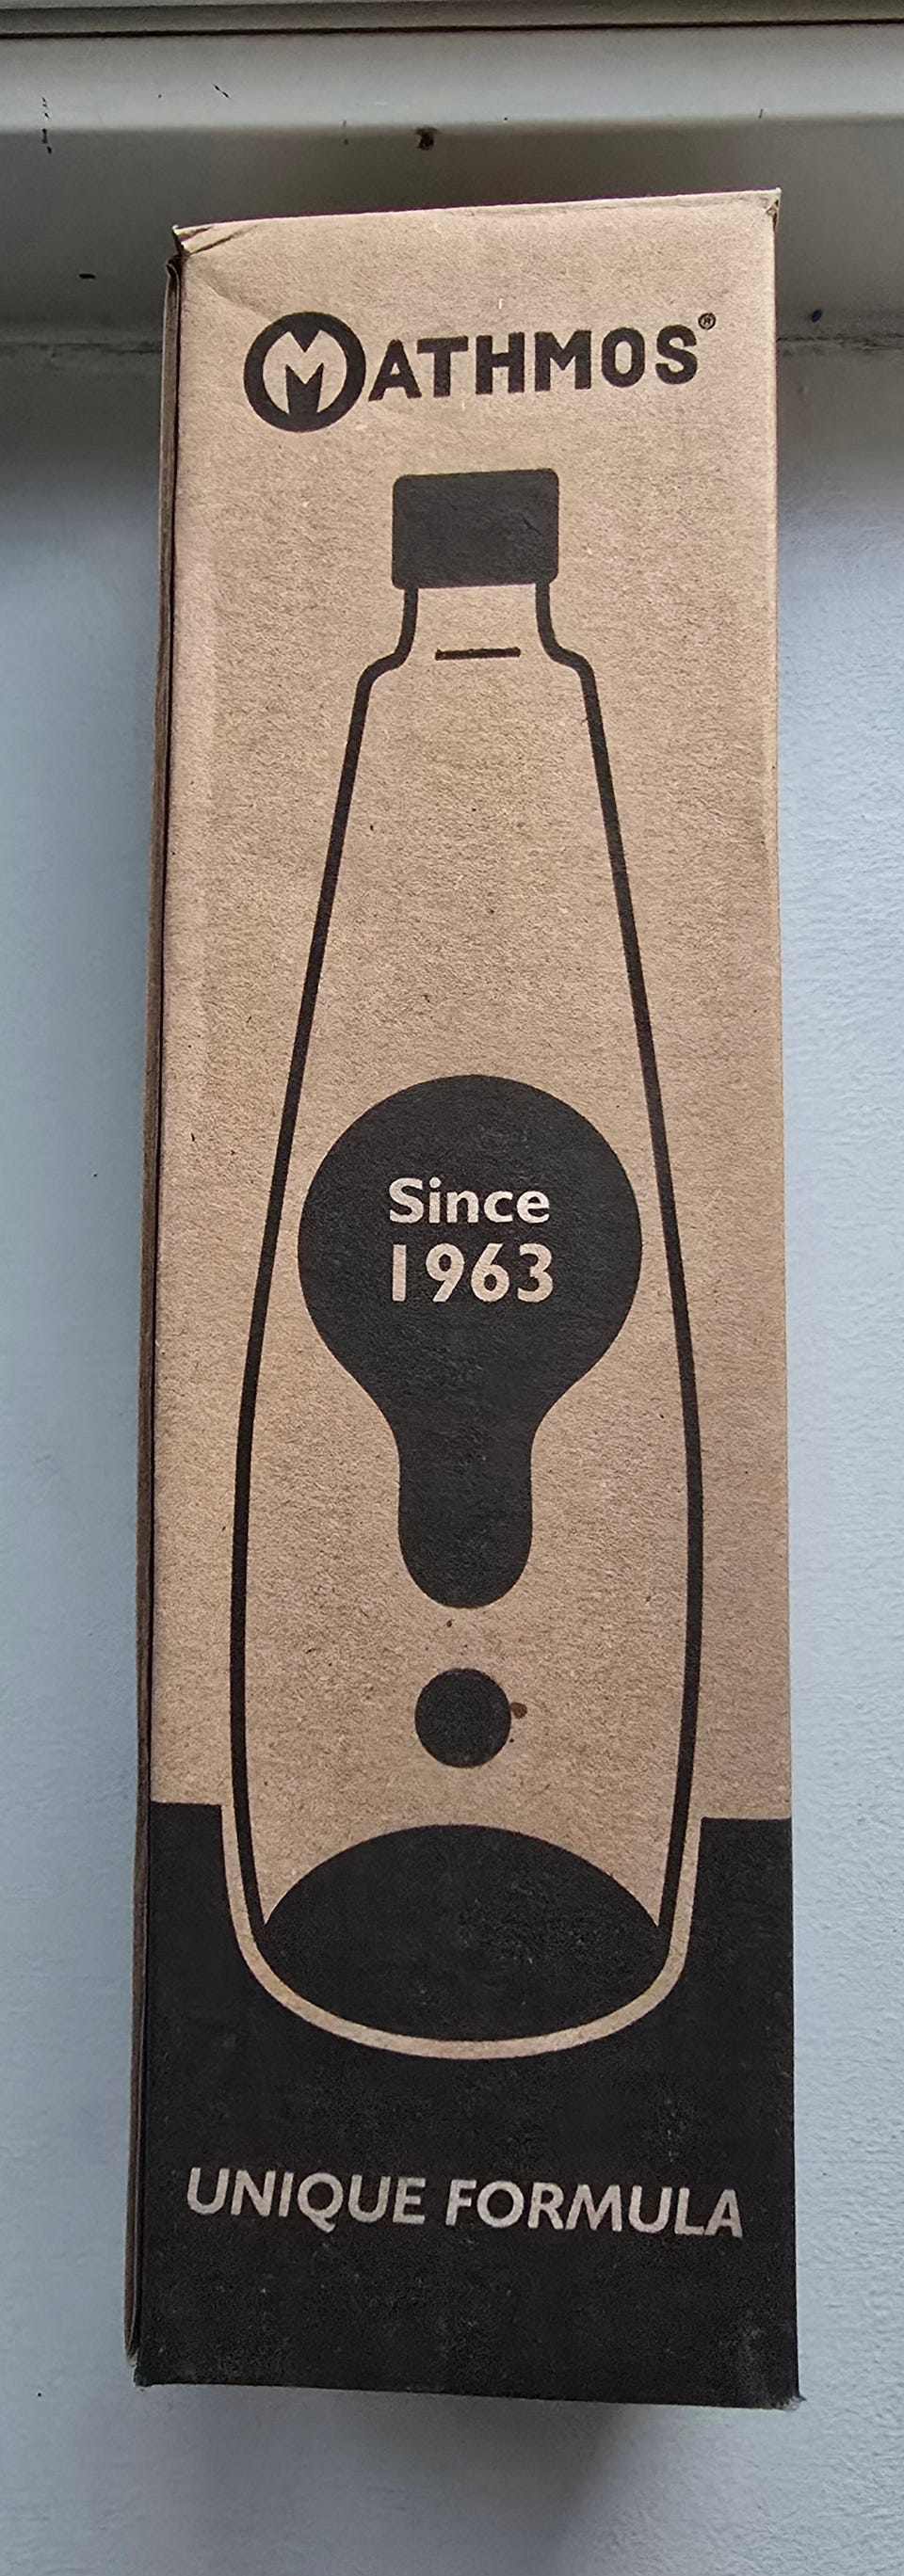 MATHMOS®
Since
1963
UNIQUE FORMULA